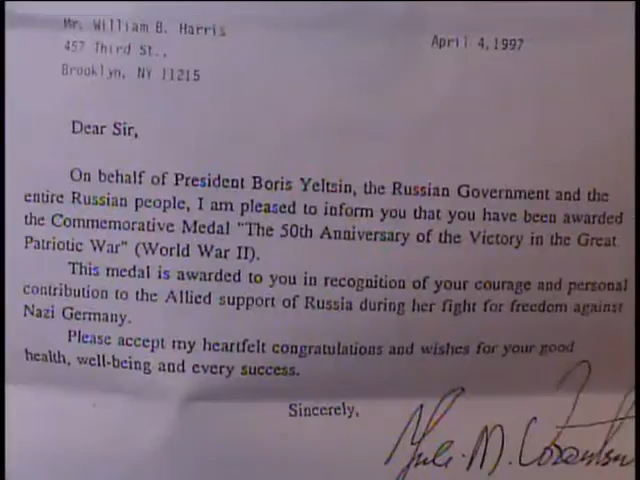 Mr. William B. Harris
April 4, 1997
457 Third St.,
Brooklyn, NY 11215
Dear Sir,
On behalf of President Boris Yeltsin, the Russian Government and the
entire Russian people, I am pleased to inform you that you have been awarded
the Commemorative Medal "The 50th Anniversary of the Victory in the Great
Patriotic War" (World War II).
This medal is awarded to you in recognition of your courage and personal
contribution to the Allied support of Russia during her fight for freedom against
Nazi Germany.
Please accept my heartfelt congratulations and wishes for your good
health, well-being and every success.
Sincerely,
M.